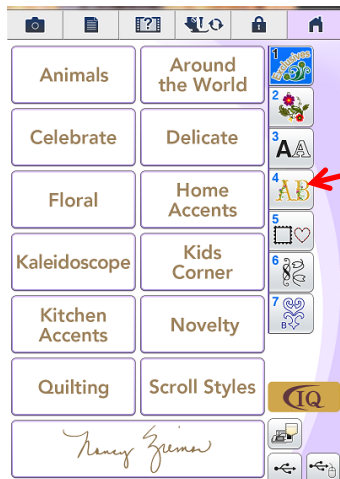 Animals
Around
the World
Celebrate
Delicate
Floral
Home
Accents
Kaleidoscope
Kids
Corner
Kitchen
Accents
Novelty
Quilting
Scroll Styles
Nancy Zieman
1
Exclusives
2
3
AA
4
AB
5
6
7
B
IQ